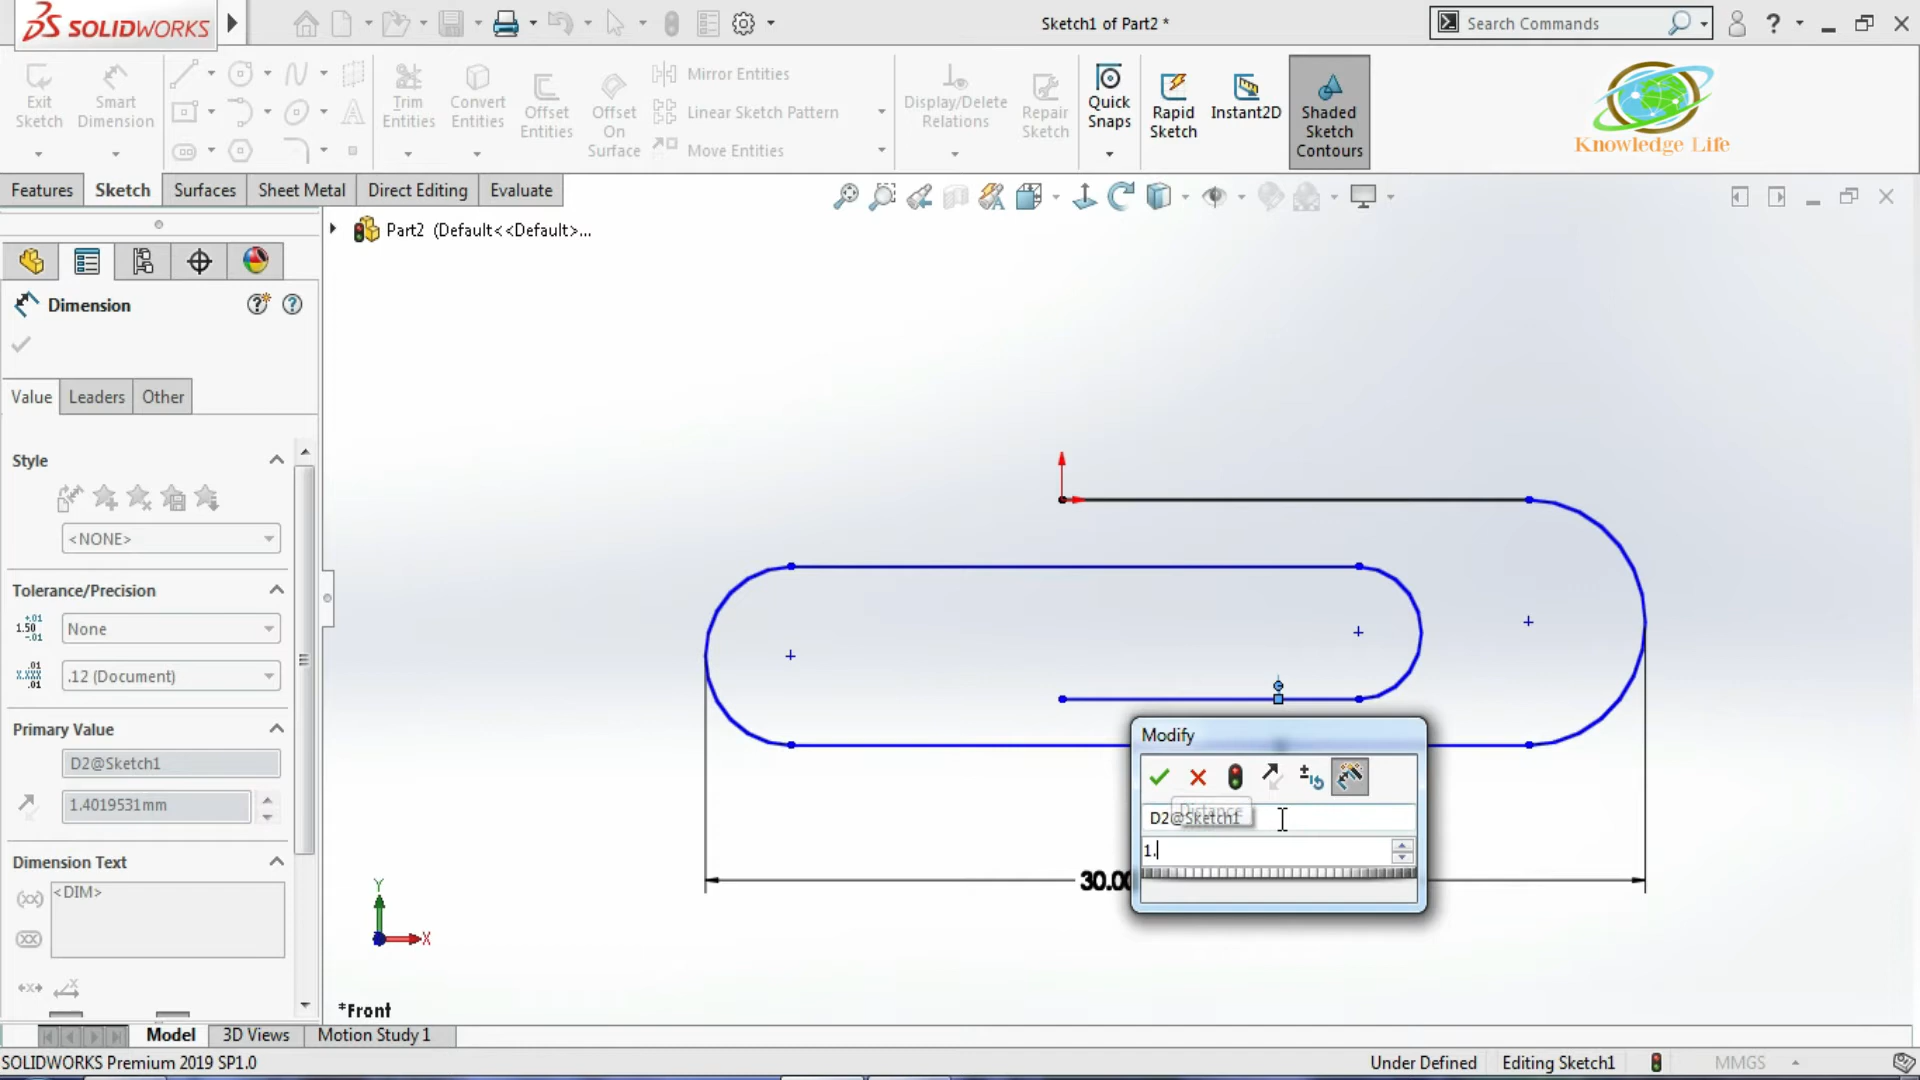 SOLIDWORKS
Sketch1 of Part2 *
Search Commands
Exit Sketch
Smart Dimension
Trim Entities
Convert Entities
Offset Entities
Offset On Surface
Mirror Entities
Linear Sketch Pattern
Move Entities
Display/Delete Relations
Repair Sketch
Quick Snaps
Rapid Sketch
Instant2D
Shaded Sketch Contours
Knowledge Life
Features
Sketch
Surfaces
Sheet Metal
Direct Editing
Evaluate
Part2 (Default<<Default>...
Dimension
Value
Leaders
Other
Style
<NONE>
Tolerance/Precision
None
.12 (Document)
Primary Value
D2@Sketch1
1.4019531mm
Dimension Text
<DIM>
Modify
Distance
D2@Sketch1
1.
30.00
Y
X
*Front
Model
3D Views
Motion Study 1
SOLIDWORKS Premium 2019 SP1.0
Under Defined
Editing Sketch1
MMGS